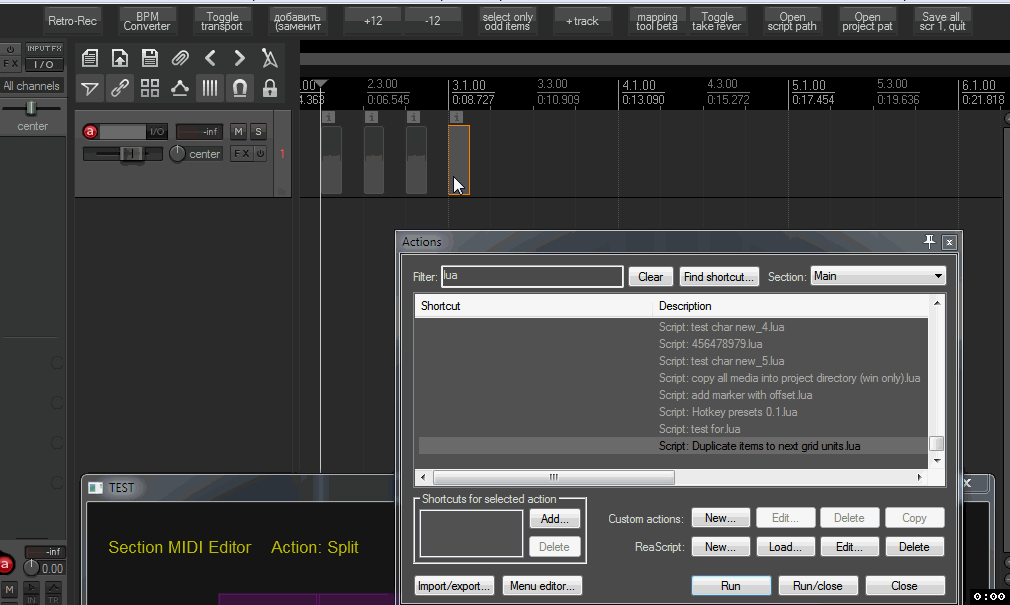 Retro-Rec
BPM
Converter
Toggle
transport
добавить
(заменит
+12
-12
select only
odd items
+track
mapping
tool beta
Toggle
take rever
Open
script path
Open
project pat
Save all,
scr 1, quit
INPUT FX
FX
I/O
All channels
center
.00
4.363
2.3.00
0:06.545
3.1.00
0:08.727
3.3.00
0:10.909
4.1.00
0:13.090
4.3.00
0:15.272
5.1.00
0:17.454
5.3.00
0:19.636
6.1.00
0:21.818
i i i i
a
I/O
-inf
M
S
center
FX
1
Actions
Filter:
lua
Clear
Find shortcut...
Section:
Main
Shortcut
Description
Script: test char new_4.lua
Script: 456478979.lua
Script: test char new_5.lua
Script: copy all media into project directory (win only).lua
Script: add marker with offset.lua
Script: Hotkey presets 0.1.lua
Script: test for.lua
Script: Duplicate items to next grid units.lua
Shortcuts for selected action
Add...
Delete
Custom actions:
New...
Edit...
Delete
Copy
ReaScript:
New...
Load...
Edit...
Delete
Import/export...
Menu editor...
Run
Run/close
Close
TEST
Section MIDI Editor Action: Split
-inf
a
0.00
M
IN
TR
0:00